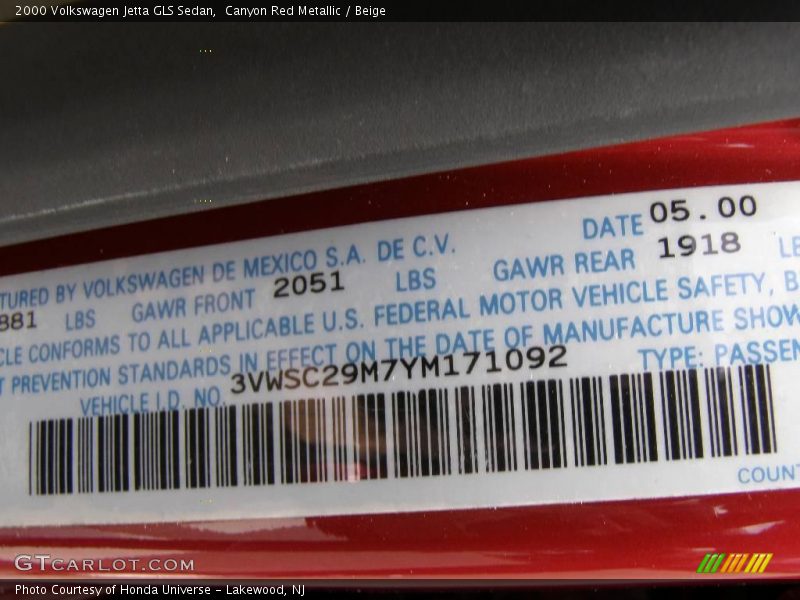 2000 Volkswagen Jetta GLS Sedan,  Canyon Red Metallic / Beige
DATE 05.00
TURED BY VOLKSWAGEN DE MEXICO S.A. DE C.V.
881 LBS GAWR FRONT 2051 LBS GAWR REAR 1918 LB
CLE CONFORMS TO ALL APPLICABLE U.S. FEDERAL MOTOR VEHICLE SAFETY, B
T PREVENTION STANDARDS IN EFFECT ON THE DATE OF MANUFACTURE SHOW
VEHICLE I.D. NO. 3VWSC29M7YM171092 TYPE: PASSEN
COUNT
GTCARLOT.COM
Photo Courtesy of Honda Universe – Lakewood, NJ